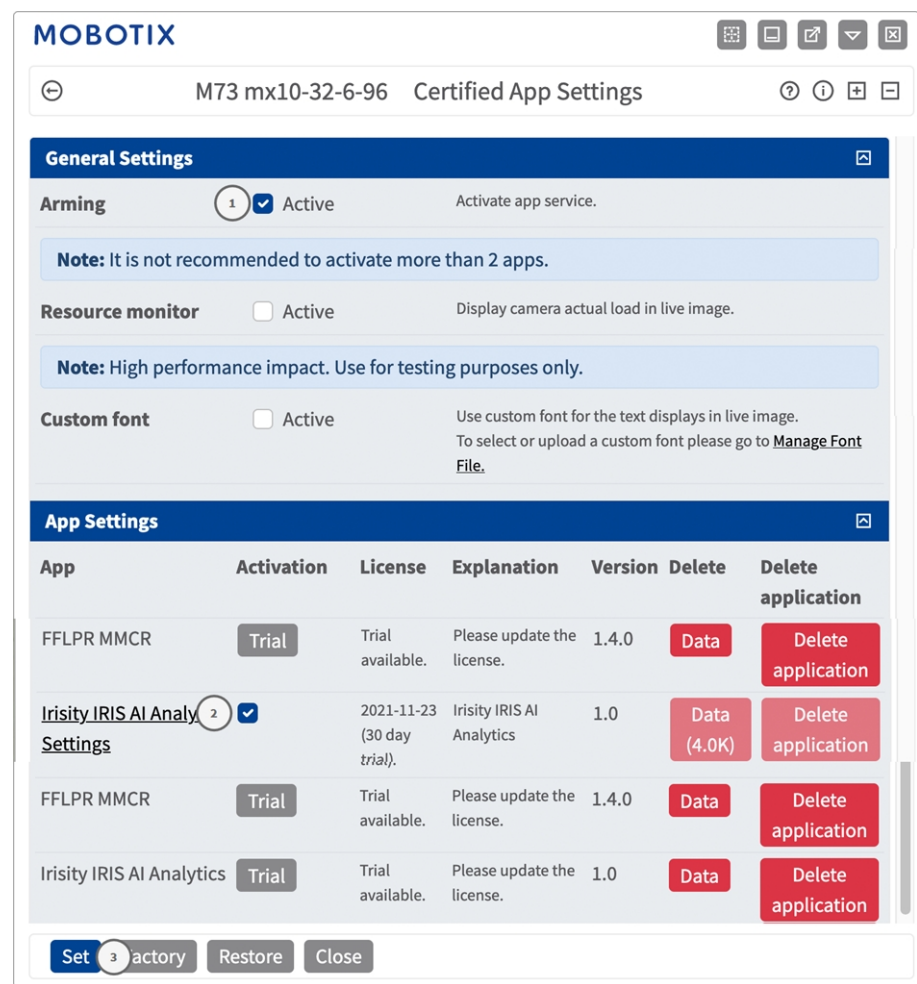 MOBOTIX
M73 mx10-32-6-96 Certified App Settings
General Settings
Arming 1 Active Activate app service.
Note: It is not recommended to activate more than 2 apps.
Resource monitor Active Display camera actual load in live image.
Note: High performance impact. Use for testing purposes only.
Custom font Active Use custom font for the text displays in live image.
To select or upload a custom font please go to Manage Font
File.
App Settings
App Activation License Explanation Version Delete Delete
application
FFLPR MMCR Trial Trial Please update the 1.4.0 Data Delete
available. license. application
Irisity IRIS AI Analy 2 2021-11-23 Irisity IRIS AI 1.0 Data Delete
Settings (30 day Analytics (4.0K) application
trial).
FFLPR MMCR Trial Trial Please update the 1.4.0 Data Delete
available. license. application
Irisity IRIS AI Analytics Trial Trial Please update the 1.0 Data Delete
available. license. application
Set 3 actory Restore Close